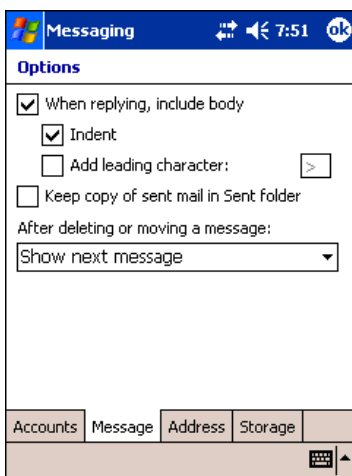 Messaging 7:51 ok
Options
When replying, include body
Indent
Add leading character: >
Keep copy of sent mail in Sent folder
After deleting or moving a message:
Show next message
Accounts Message Address Storage